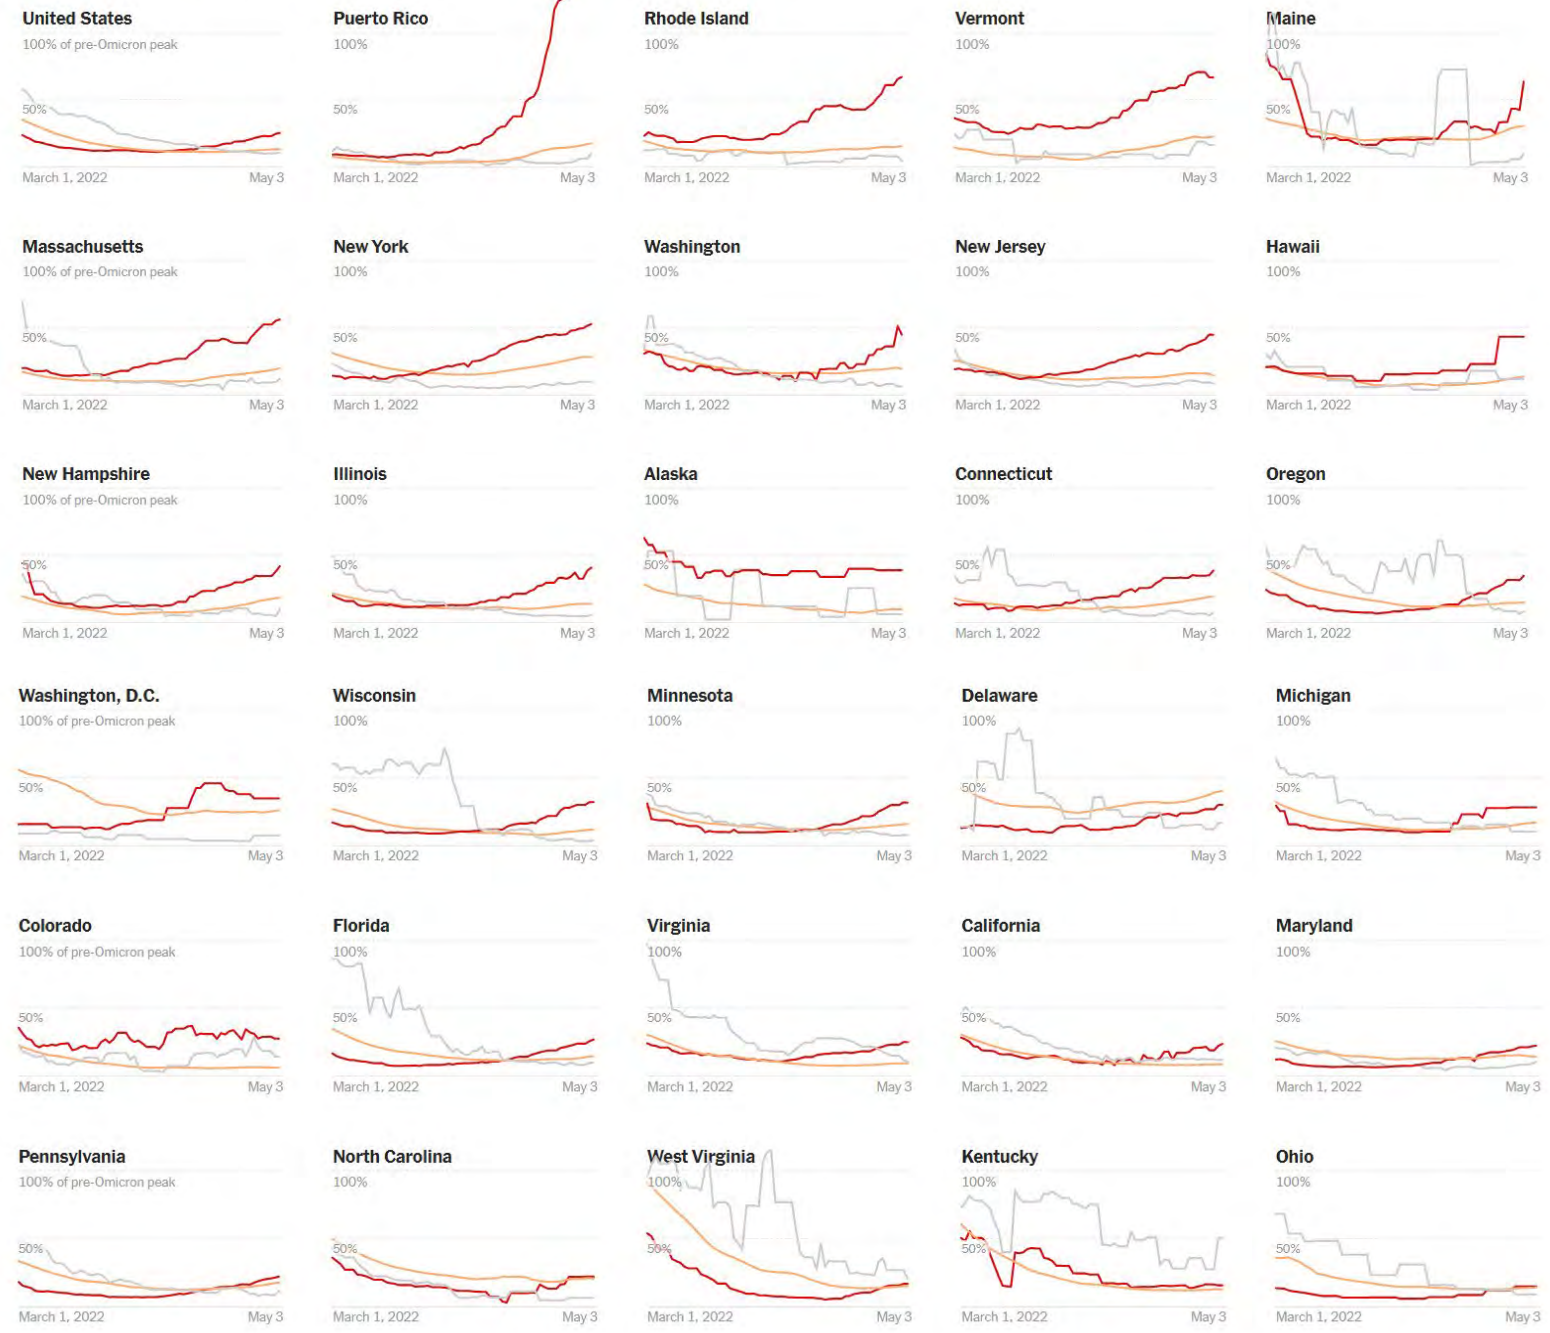 United States
100% of pre-Omicron peak
50%
March 1, 2022 May 3
Puerto Rico
100%
50%
March 1, 2022 May 3
Rhode Island
100%
50%
March 1, 2022 May 3
Vermont
100%
50%
March 1, 2022 May 3
Maine
100%
50%
March 1, 2022 May 3
Massachusetts
100% of pre-Omicron peak
50%
March 1, 2022 May 3
New York
100%
50%
March 1, 2022 May 3
Washington
100%
50%
March 1, 2022 May 3
New Jersey
100%
50%
March 1, 2022 May 3
Hawaii
100%
50%
March 1, 2022 May 3
New Hampshire
100% of pre-Omicron peak
50%
March 1, 2022 May 3
Illinois
100%
50%
March 1, 2022 May 3
Alaska
100%
50%
March 1, 2022 May 3
Connecticut
100%
50%
March 1, 2022 May 3
Oregon
100%
50%
March 1, 2022 May 3
Washington, D.C.
100% of pre-Omicron peak
50%
March 1, 2022 May 3
Wisconsin
100%
50%
March 1, 2022 May 3
Minnesota
100%
50%
March 1, 2022 May 3
Delaware
100%
50%
March 1, 2022 May 3
Michigan
100%
50%
March 1, 2022 May 3
Colorado
100% of pre-Omicron peak
50%
March 1, 2022 May 3
Florida
100%
50%
March 1, 2022 May 3
Virginia
100%
50%
March 1, 2022 May 3
California
100%
50%
March 1, 2022 May 3
Maryland
100%
50%
March 1, 2022 May 3
Pennsylvania
100% of pre-Omicron peak
50%
March 1, 2022 May 3
North Carolina
100%
50%
March 1, 2022 May 3
West Virginia
100%
50%
March 1, 2022 May 3
Kentucky
100%
50%
March 1, 2022 May 3
Ohio
100%
50%
March 1, 2022 May 3